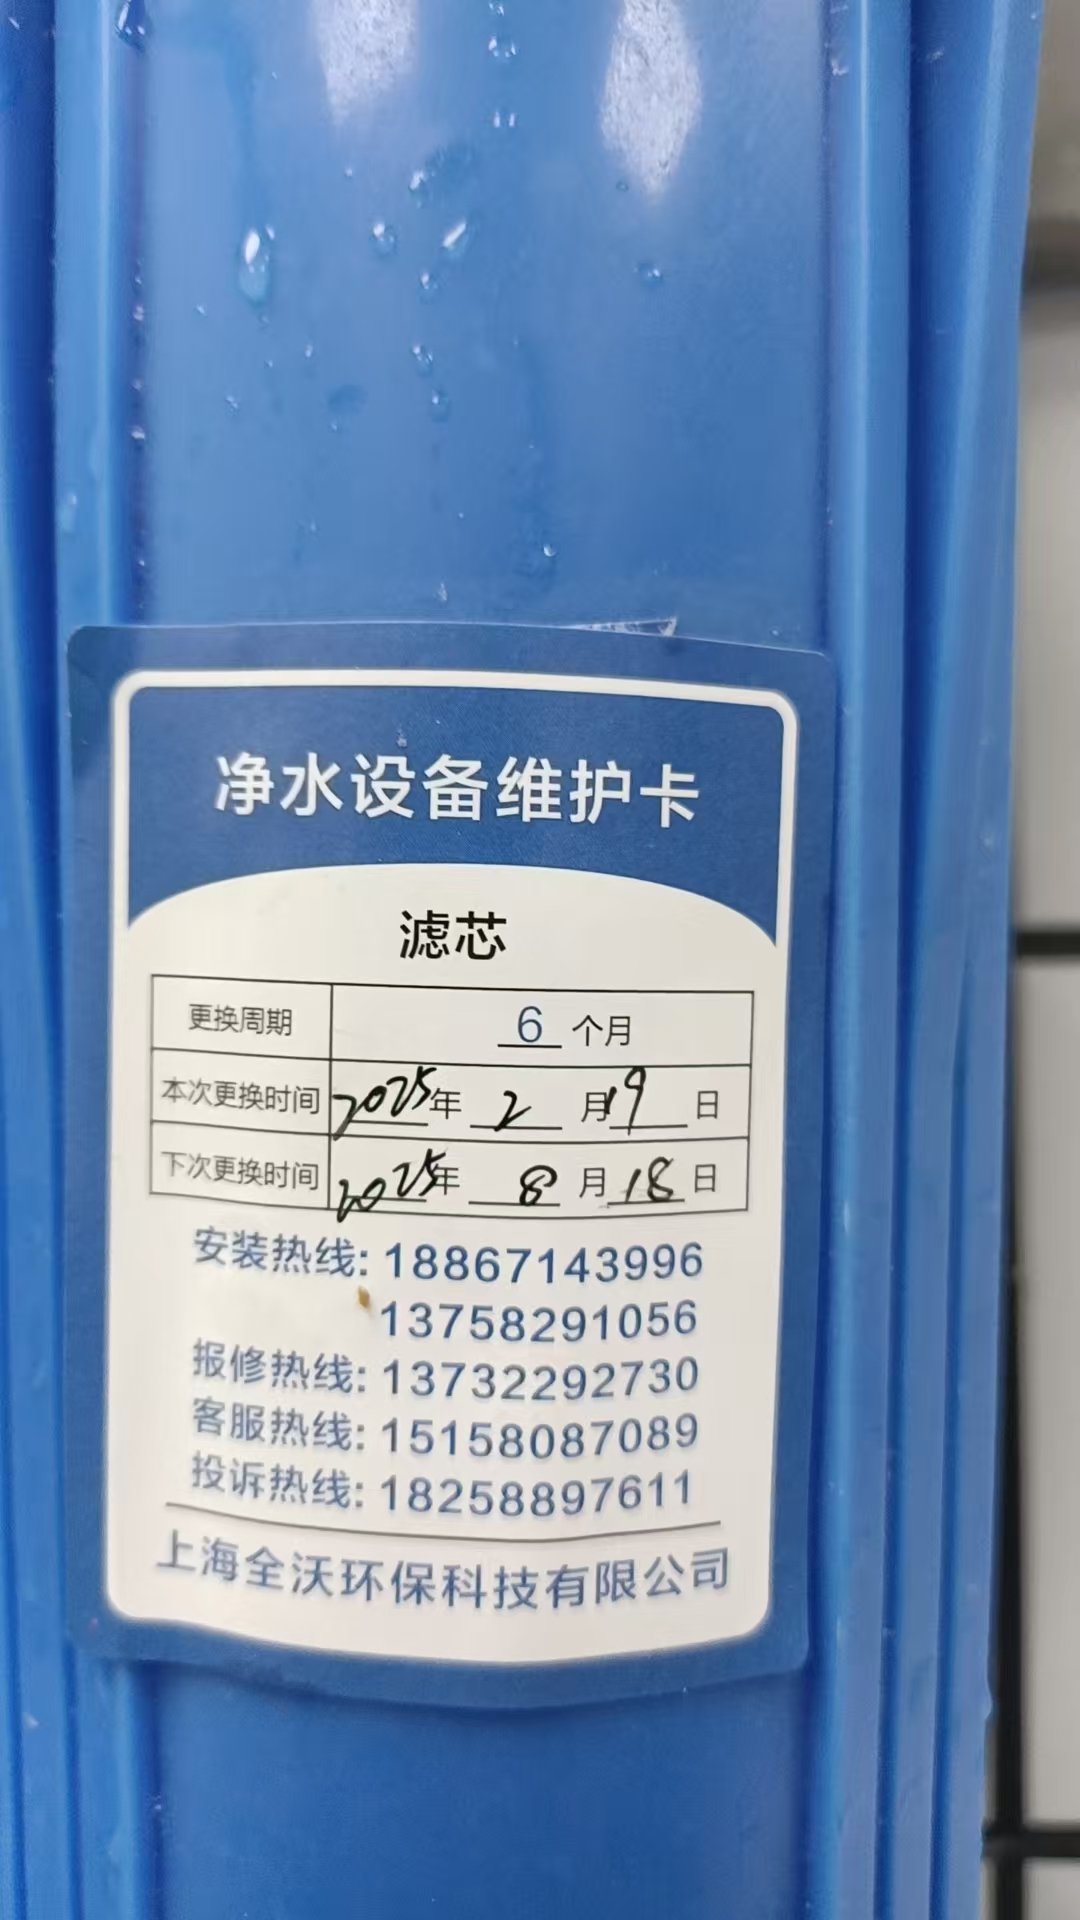 净水设备维护卡
滤芯
更换周期 6 个月
本次更换时间 2025年 2 月19日
下次更换时间 2025年 8 月18日
安装热线: 18867143996
13758291056
报修热线: 13732292730
客服热线: 15158087089
投诉热线: 18258897611
上海全沃环保科技有限公司